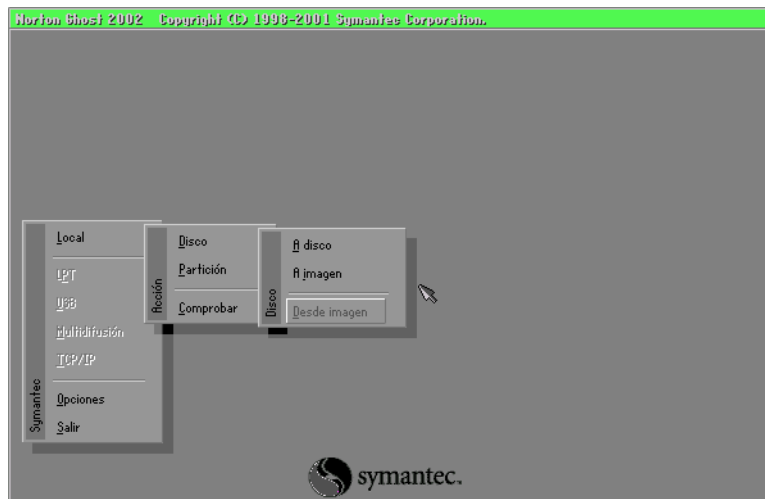 Norton Ghost 2002   Copyright (C) 1998-2001 Symantec Corporation.
Symantec
Local
LPT
USB
Multidifusión
TCP/IP
Opciones
Salir
Acción
Disco
Partición
Comprobar
Disco
A disco
A imagen
Desde imagen
symantec.